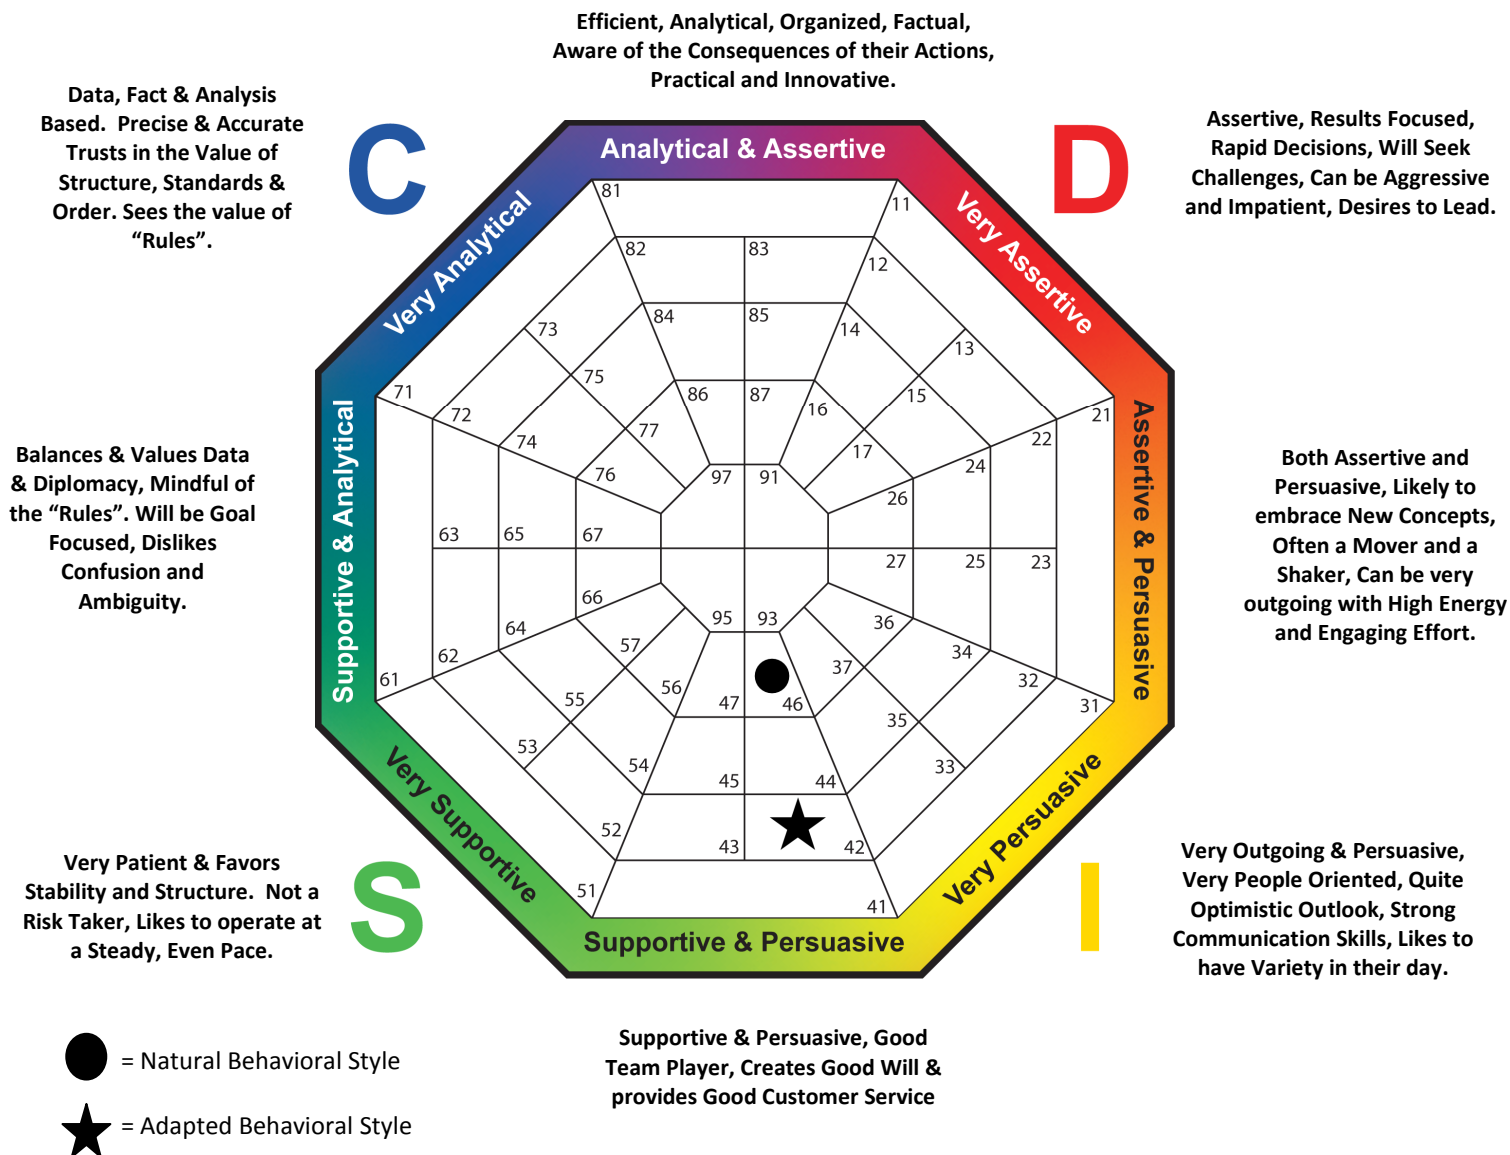 Efficient, Analytical, Organized, Factual,
Aware of the Consequences of their Actions,
Practical and Innovative.
Data, Fact & Analysis
Based.  Precise & Accurate
Trusts in the Value of
Structure, Standards &
Order. Sees the value of
“Rules”.
C
D
Assertive, Results Focused,
Rapid Decisions, Will Seek
Challenges, Can be Aggressive
and Impatient, Desires to Lead.
Analytical & Assertive
Very Analytical
Very Assertive
81
11
82
83
12
84
85
14
73
13
75
15
71
86
87
16
21
72
22
74
77
17
24
76
97
91
26
Supportive & Analytical
Assertive & Persuasive
Balances & Values Data
& Diplomacy, Mindful of
the “Rules”. Will be Goal
Focused, Dislikes
Confusion and
Ambiguity.
Both Assertive and
Persuasive, Likely to
embrace New Concepts,
Often a Mover and a
Shaker, Can be very
outgoing with High Energy
and Engaging Effort.
63
65
67
27
25
23
66
95
93
36
64
57
34
62
37
61
56
32
55
47
46
31
35
53
54
45
44
33
52
43
42
51
41
Very Supportive
Very Persuasive
Supportive & Persuasive
Very Patient & Favors
Stability and Structure.  Not a
Risk Taker, Likes to operate at
a Steady, Even Pace.
S
I
Very Outgoing & Persuasive,
Very People Oriented, Quite
Optimistic Outlook, Strong
Communication Skills, Likes to
have Variety in their day.
Supportive & Persuasive, Good
Team Player, Creates Good Will &
provides Good Customer Service
= Natural Behavioral Style
= Adapted Behavioral Style